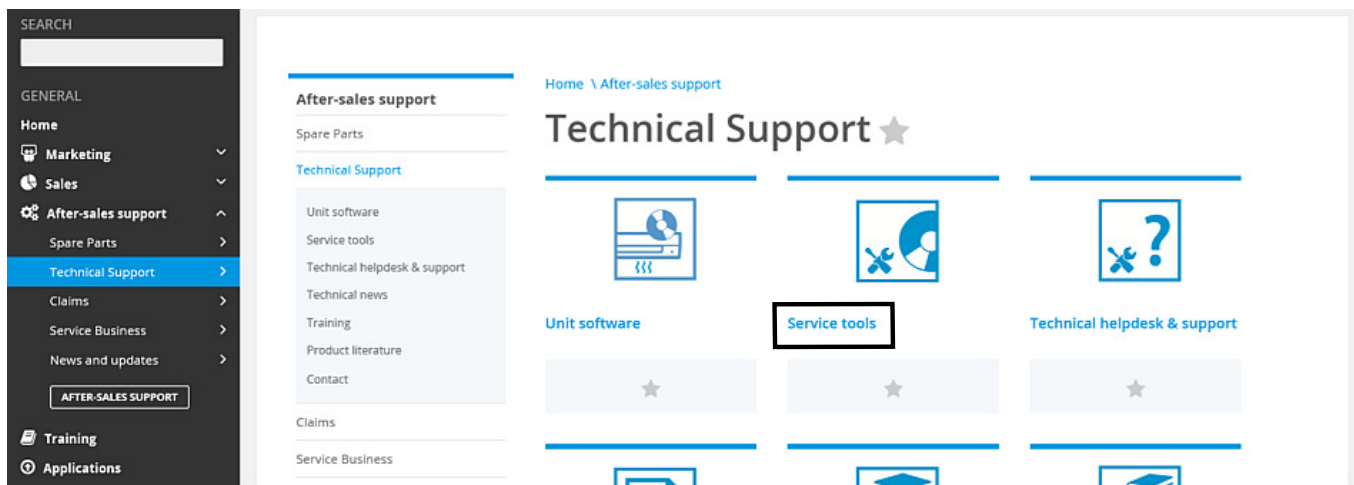 SEARCH
GENERAL
Home
Marketing
Sales
After-sales support
Spare Parts
Technical Support
Claims
Service Business
News and updates
AFTER-SALES SUPPORT
Training
Applications
After-sales support
Spare Parts
Technical Support
Unit software
Service tools
Technical helpdesk & support
Technical news
Training
Product literature
Contact
Claims
Service Business
Home \ After-sales support
Technical Support
Unit software
Service tools
Technical helpdesk & support